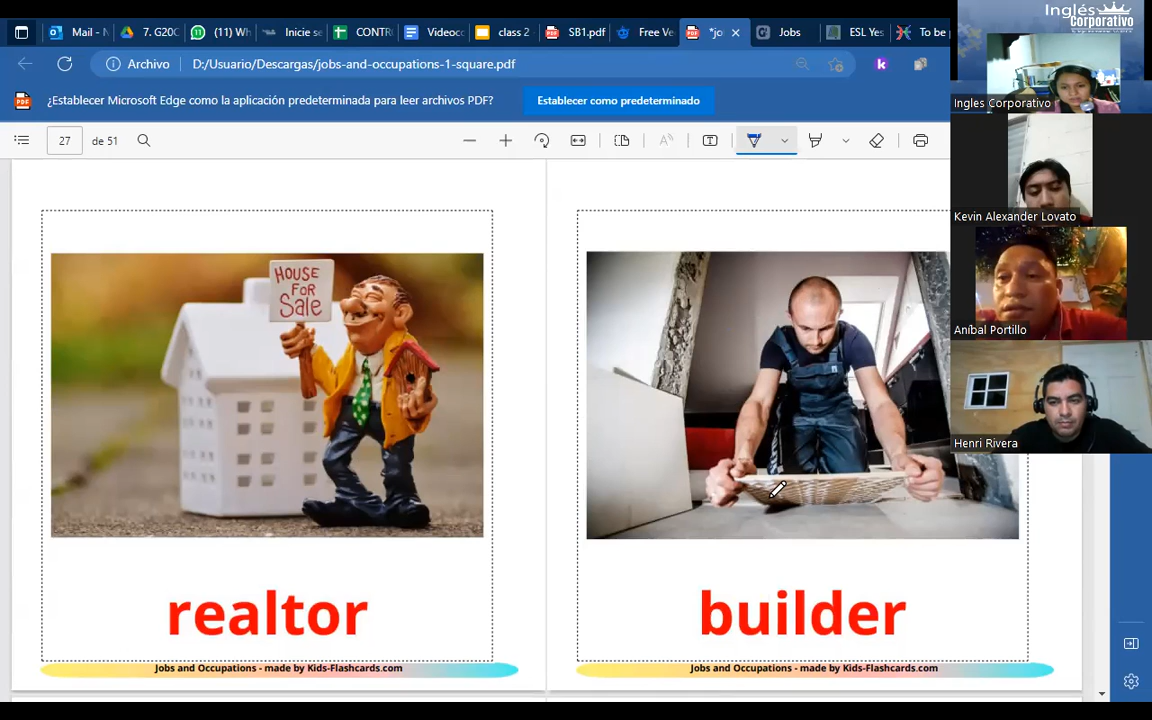 Mail - N
7. G20C
(11) Wh
Inicie se
CONTR
Videoco
class 2
SB1.pdf
Free Ve
*jo
Jobs
ESL Yes
To be p
Archivo
D:/Usuario/Descargas/jobs-and-occupations-1-square.pdf
¿Establecer Microsoft Edge como la aplicación predeterminada para leer archivos PDF?
Establecer como predeterminado
27
de 51
HOUSE
FOR
Sale
realtor
builder
Jobs and Occupations - made by Kids-Flashcards.com
Jobs and Occupations - made by Kids-Flashcards.com
Inglés
Corporativo
Ingles Corporativo
Kevin Alexander Lovato
Aníbal Portillo
Henri Rivera